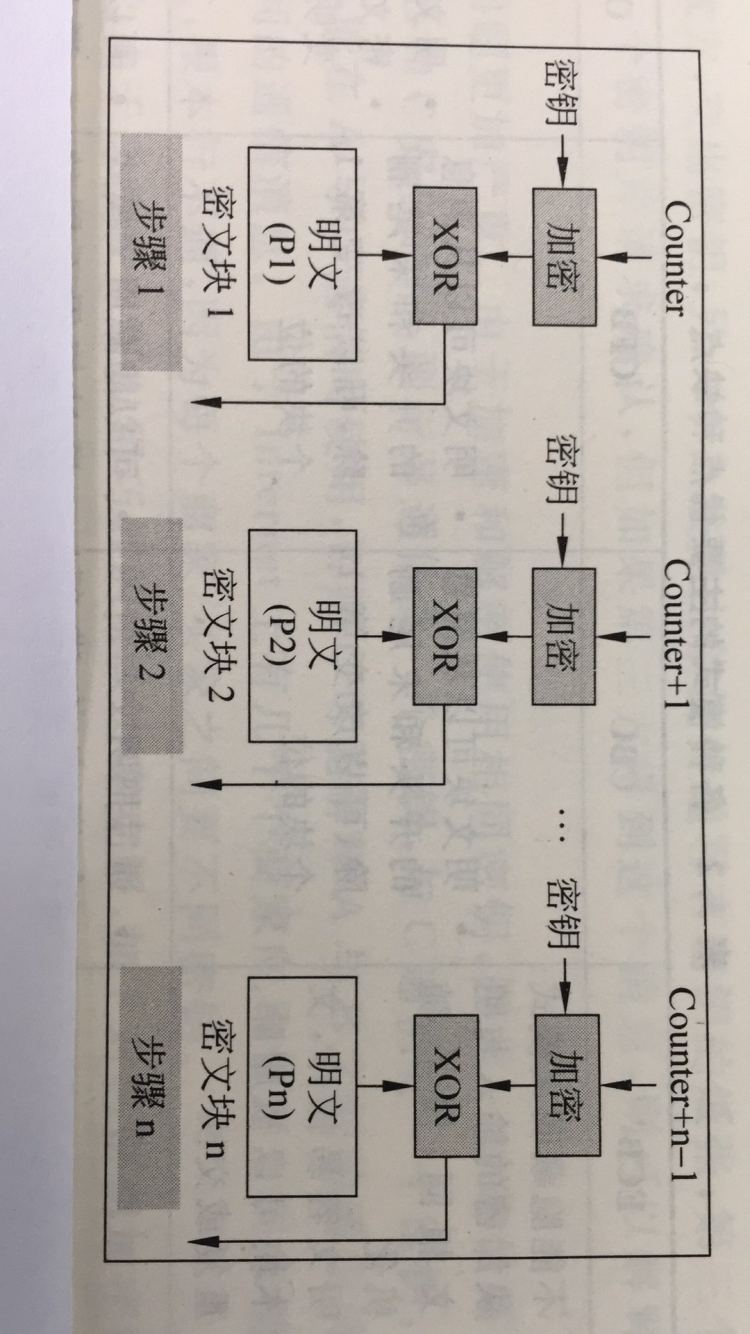 Counter
Counter+1
Counter+n−1
密钥
加密
密钥
加密
…
密钥
加密
XOR
XOR
XOR
明文
(P1)
明文
(P2)
明文
(Pn)
密文块 1
密文块 2
密文块 n
步骤 1
步骤 2
步骤 n